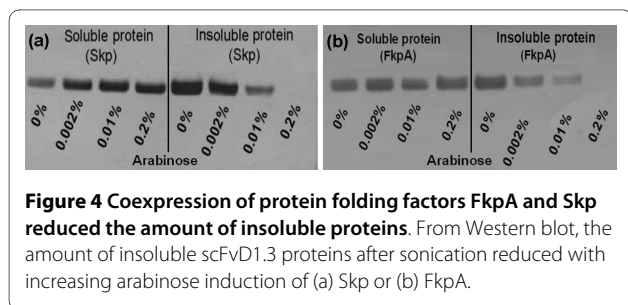 (a) Soluble protein Insoluble protein
(Skp) (Skp)
0% 0.002% 0.01% 0.2% 0% 0.002% 0.01% 0.2%
Arabinose
(b) Soluble protein Insoluble protein
(FkpA) (FkpA)
0% 0.002% 0.01% 0.2% 0% 0.002% 0.01% 0.2%
Arabinose
Figure 4 Coexpression of protein folding factors FkpA and Skp
reduced the amount of insoluble proteins. From Western blot, the
amount of insoluble scFvD1.3 proteins after sonication reduced with
increasing arabinose induction of (a) Skp or (b) FkpA.